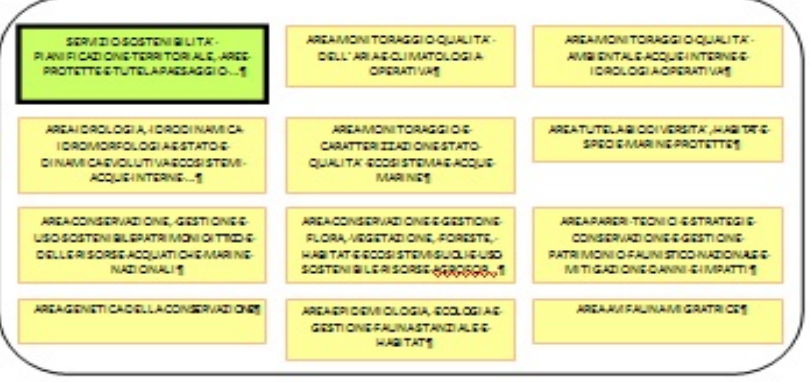 SERVIZIO·SOSTENIBILITA'·
PIANIFICAZIONE·TERRITORIALE,·AREE·
PROTETTE·E·TUTELA·PAESAGGIO·...¶
AREA·MONITORAGGIO·QUALITA'·
DELL'ARIA·E·CLIMATOLOGIA·
OPERATIVA¶
AREA·MONITORAGGIO·QUALITA'·
AMBIENTALE·ACQUE·INTERNE·E·
IDROLOGIA·OPERATIVA¶
AREA·IDROLOGIA,·IDRODINAMICA·
IDROMORFOLOGIA·E·STATO·E·
DINAMICA·EVOLUTIVA·ECOSISTEMI·
ACQUE·INTERNE·...¶
AREA·MONITORAGGIO·E·
CARATTERIZZAZIONE·STATO·
QUALITA'·ECOSISTEMA·E·ACQUE·
MARINE¶
AREA·TUTELA·BIODIVERSITA',·HABITAT·E·
SPECIE·MARINE·PROTETTE¶
AREA·CONSERVAZIONE,·GESTIONE·E·
USO·SOSTENIBILE·PATRIMONIO·ITTICO·E·
DELLE·RISORSE·ACQUATICHE·MARINE·
NAZIONALI¶
AREA·CONSERVAZIONE·E·GESTIONE·
FLORA,·VEGETAZIONE,·FORESTE,·
HABITAT·E·ECOSISTEMI·SUOLI·E·USO
SOSTENIBILE·RISORSE·AGROFOR...¶
AREA·PARERI·TECNICI·E·STRATEGIE·
CONSERVAZIONE·E·GESTIONE·
PATRIMONIO·FAUNISTICO·NAZIONALE·E·
MITIGAZIONE·DANNI·E·IMPATTI¶
AREA·GENETICA·DELLA·CONSERVAZIONE¶
AREA·EPIDEMIOLOGIA,·ECOLOGIA·E·
GESTIONE·FAUNA·STANZIALE·E·
HABITAT¶
AREA·AVIFAUNA·MIGRATRICE¶